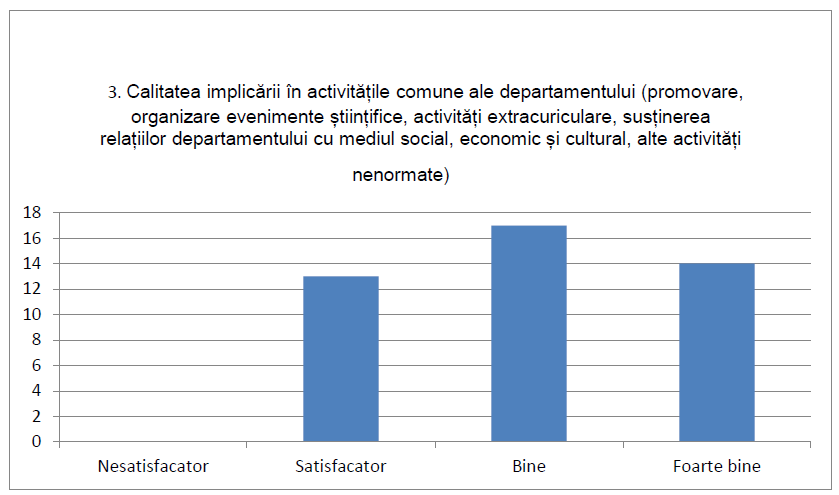 3. Calitatea implicării în activitățile comune ale departamentului (promovare,
organizare evenimente științifice, activități extracuriculare, susținerea
relațiilor departamentului cu mediul social, economic și cultural, alte activități
nenormate)
18
16
14
12
10
8
6
4
2
0
Nesatisfacator Satisfacator Bine Foarte bine